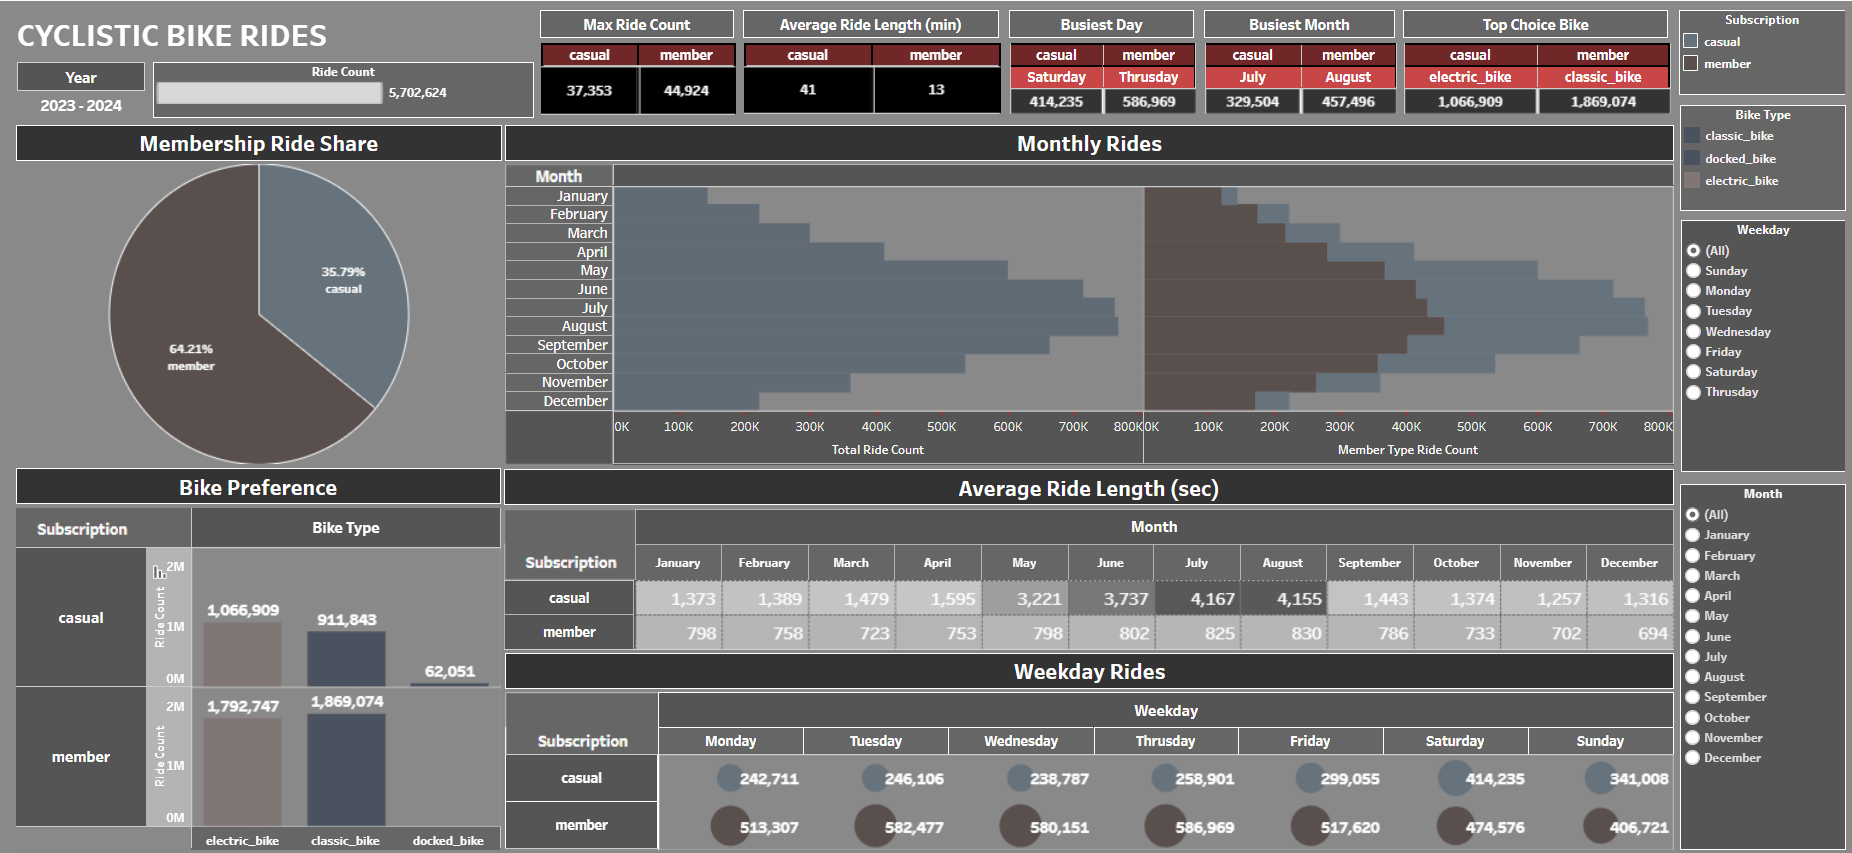 CYCLISTIC BIKE RIDES
Year
2023 - 2024
Ride Count
5,702,624
Max Ride Count
casual member
37,353 44,924
Average Ride Length (min)
casual member
41 13
Busiest Day
casual member
Saturday Thrusday
414,235 586,969
Busiest Month
casual member
July August
329,504 457,496
Top Choice Bike
casual member
electric_bike classic_bike
1,066,909 1,869,074
Subscription
casual
member
Bike Type
classic_bike
docked_bike
electric_bike
Weekday
(All)
Sunday
Monday
Tuesday
Wednesday
Friday
Saturday
Thrusday
Month
(All)
January
February
March
April
May
June
July
August
September
October
November
December
Membership Ride Share
35.79%
casual
64.21%
member
Monthly Rides
Month
January
February
March
April
May
June
July
August
September
October
November
December
0K 100K 200K 300K 400K 500K 600K 700K 800K 0K 100K 200K 300K 400K 500K 600K 700K 800K
Total Ride Count Member Type Ride Count
Bike Preference
Subscription Bike Type
casual
Ride Count
2M
1M
0M
1,066,909 911,843 62,051
member
Ride Count
2M
1M
0M
1,792,747 1,869,074
electric_bike classic_bike docked_bike
Average Ride Length (sec)
Month
Subscription January February March April May June July August September October November December
casual 1,373 1,389 1,479 1,595 3,221 3,737 4,167 4,155 1,443 1,374 1,257 1,316
member 798 758 723 753 798 802 825 830 786 733 702 694
Weekday Rides
Weekday
Subscription Monday Tuesday Wednesday Thrusday Friday Saturday Sunday
casual 242,711 246,106 238,787 258,901 299,055 414,235 341,008
member 513,307 582,477 580,151 586,969 517,620 474,576 406,721